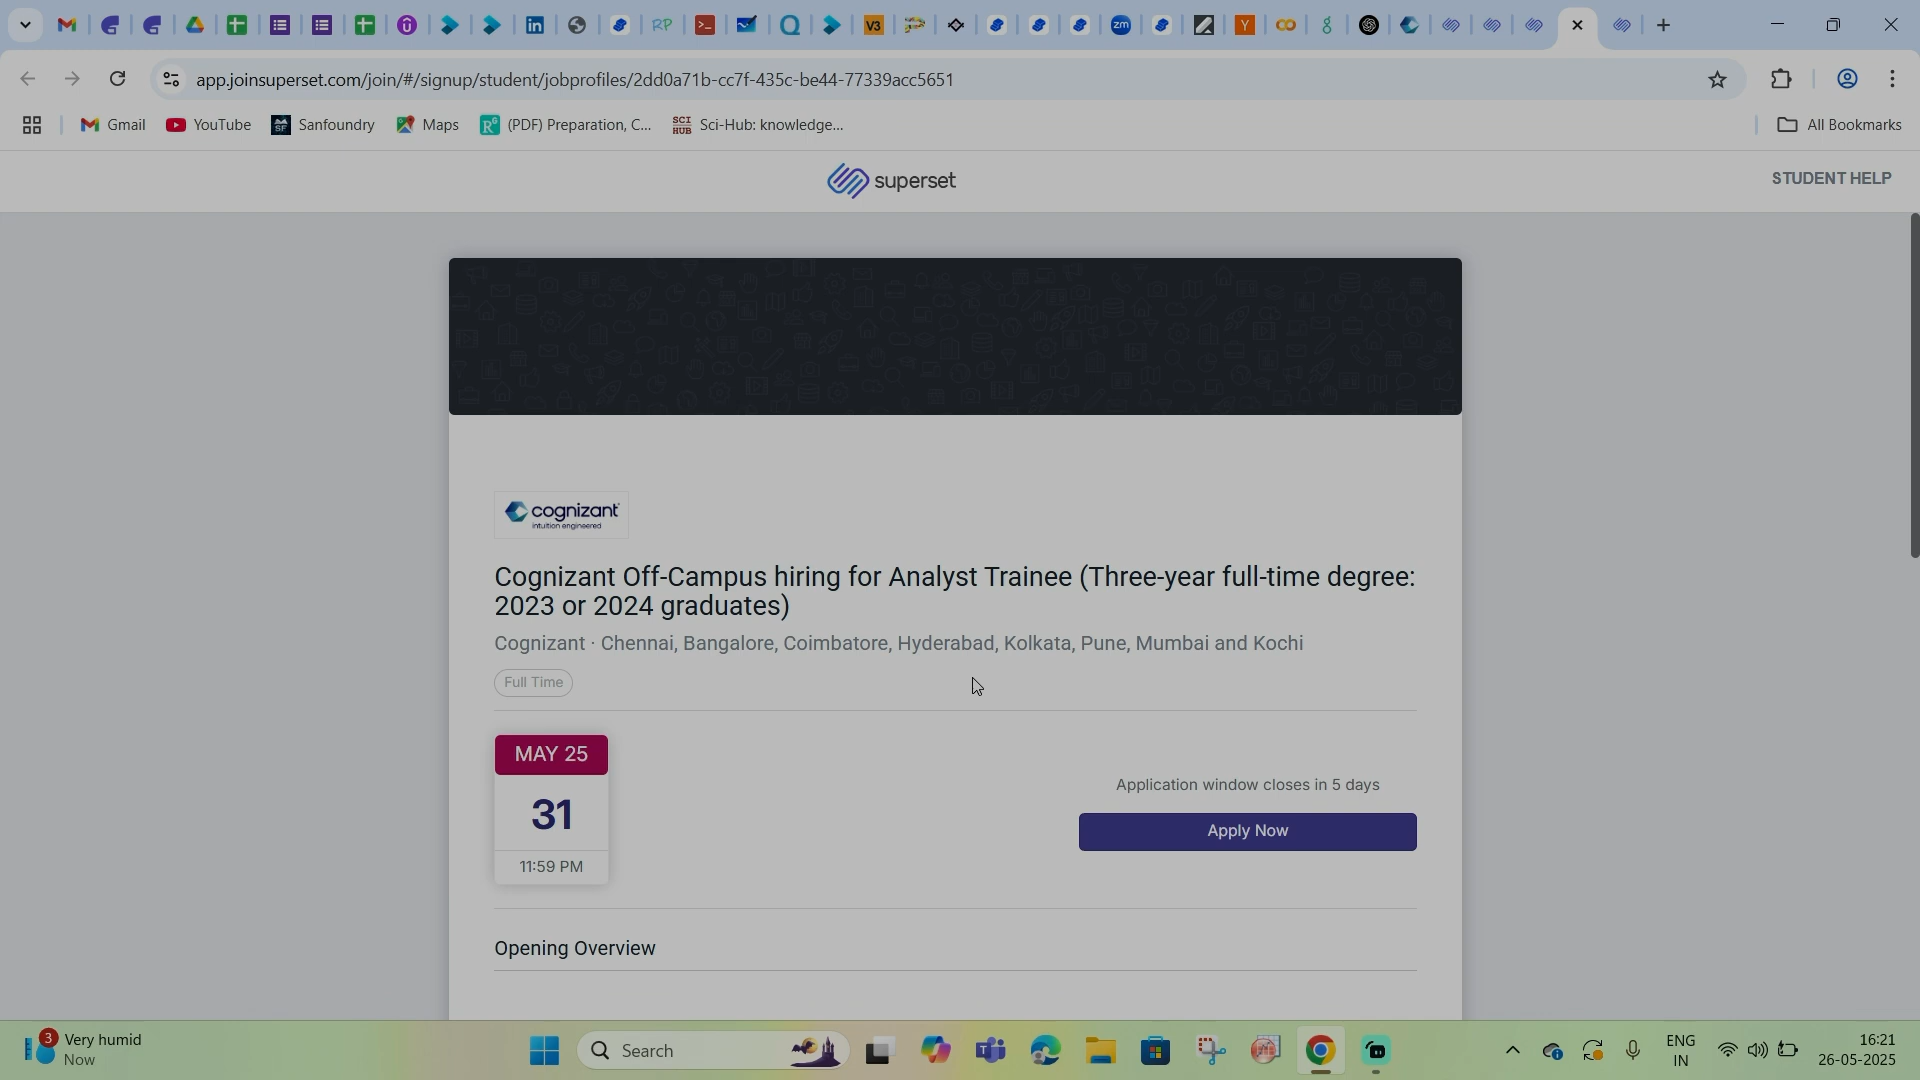 app.joinsuperset.com/join/#/signup/student/jobprofiles/2dd0a71b-cc7f-435c-be44-77339acc5651
Gmail YouTube Sanfoundry Maps (PDF) Preparation, C... Sci-Hub: knowledge... All Bookmarks
superset STUDENT HELP
cognizant
intuition engineered
Cognizant Off-Campus hiring for Analyst Trainee (Three-year full-time degree:
2023 or 2024 graduates)
Cognizant · Chennai, Bangalore, Coimbatore, Hyderabad, Kolkata, Pune, Mumbai and Kochi
Full Time
MAY 25
31
11:59 PM
Application window closes in 5 days
Apply Now
Opening Overview
3 Very humid
Now
Search
ENG
IN
16:21
26-05-2025